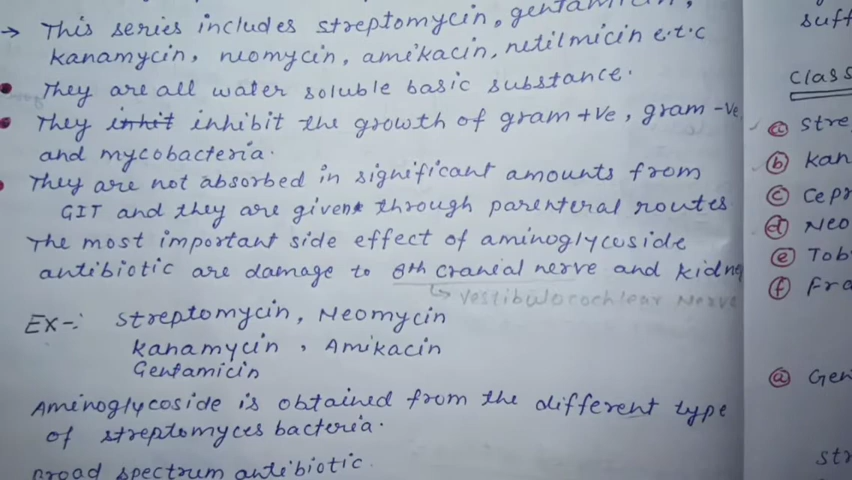 → This series includes streptomycin, gentamicin,
kanamycin, neomycin, amikacin, netilmicin e.t.c
They are all water soluble basic substance.
They inhit inhibit the growth of gram +ve, gram -ve
and mycobacteria.
They are not absorbed in significant amounts from
GIT and they are given through parenteral routes
The most important side effect of aminoglycoside
antibiotic are damage to 8th cranial nerve and kidney
↳ Vestibulocochlear Nerve
EX-: Streptomycin, Neomycin
Kanamycin, Amikacin
Gentamicin
Aminoglycoside is obtained from the different type
of streptomyces bacteria.
Broad spectrum antibiotic.
suff
Class
a Stre
b Kan
c Cepr
d Neo
e Tob
f Fra
a Gen
str